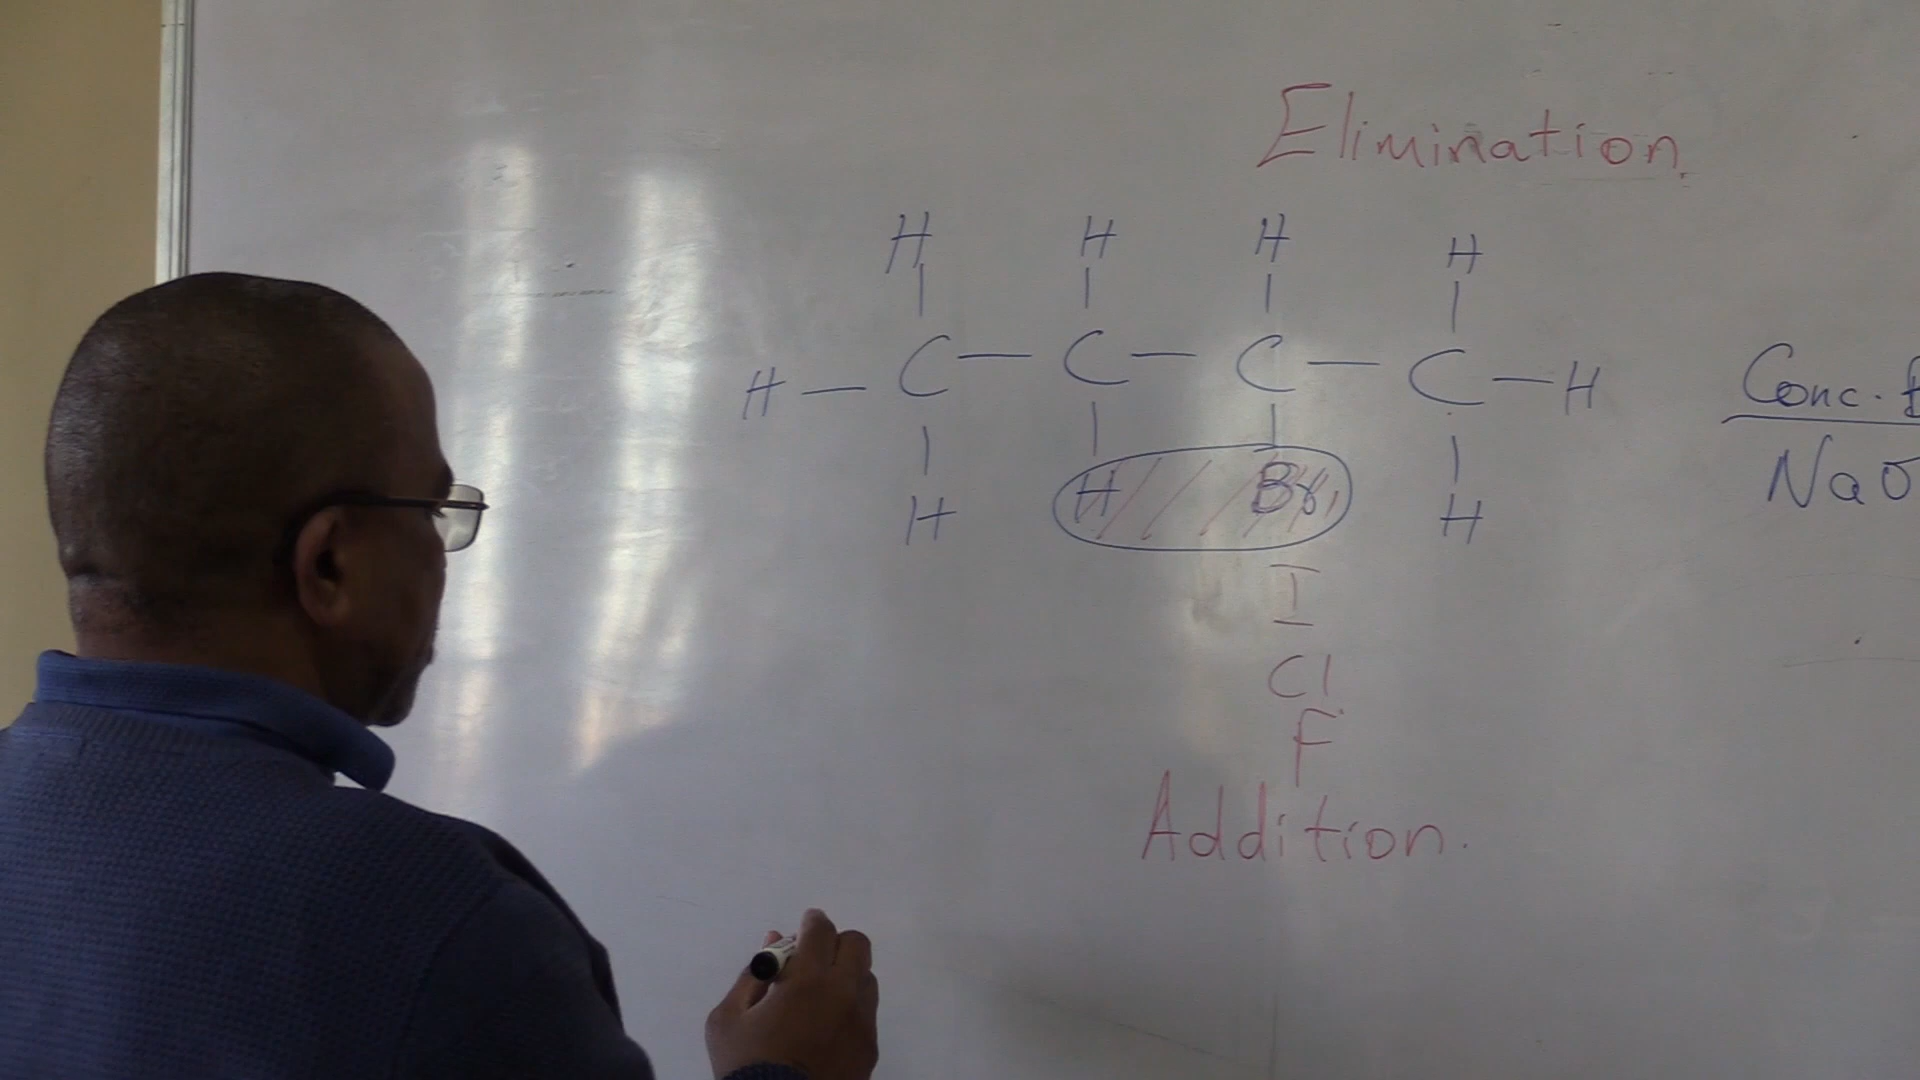 Elimination.
H H H H
H — C — C — C — C — H
H H Br H
Conc.
NaO
I
Cl
F
Addition.